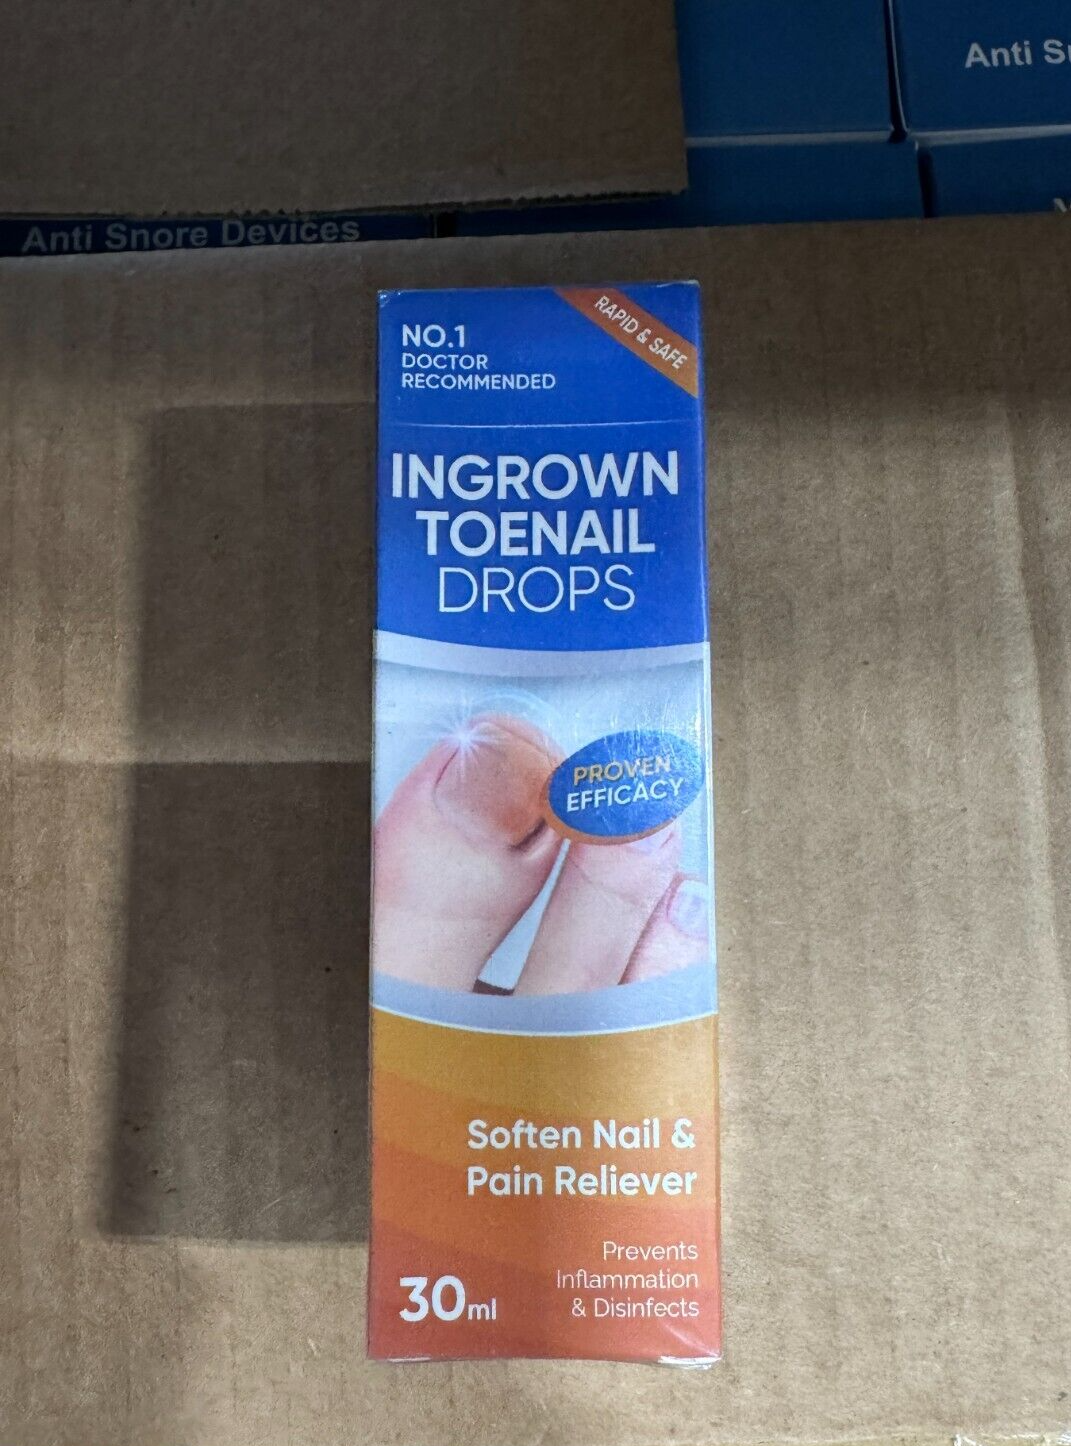 Anti
Anti Snore Devices
NO.1
DOCTOR
RECOMMENDED
RAPID & SAFE
INGROWN
TOENAIL
DROPS
PROVEN
EFFICACY
Soften Nail &
Pain Reliever
Prevents
Inflammation
& Disinfects
30ml